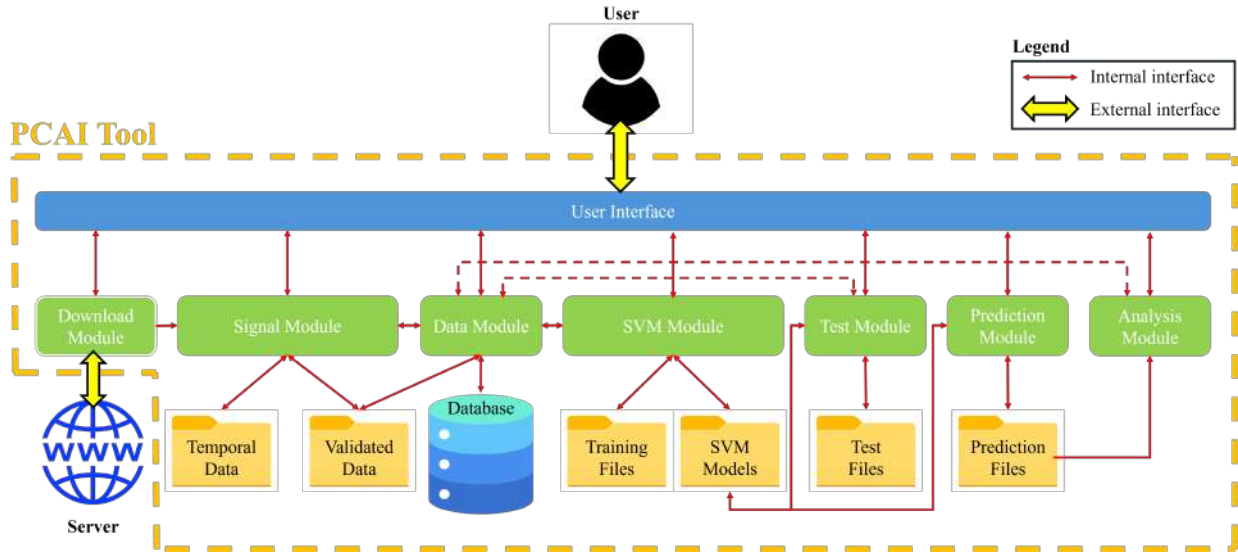 User
Legend
Internal interface
External interface
PCAI Tool
User Interface
Download
Module
Signal Module
Data Module
SVM Module
Test Module
Prediction
Module
Analysis
Module
Database
Temporal
Data
Validated
Data
Training
Files
SVM
Models
Test
Files
Prediction
Files
WWW
Server